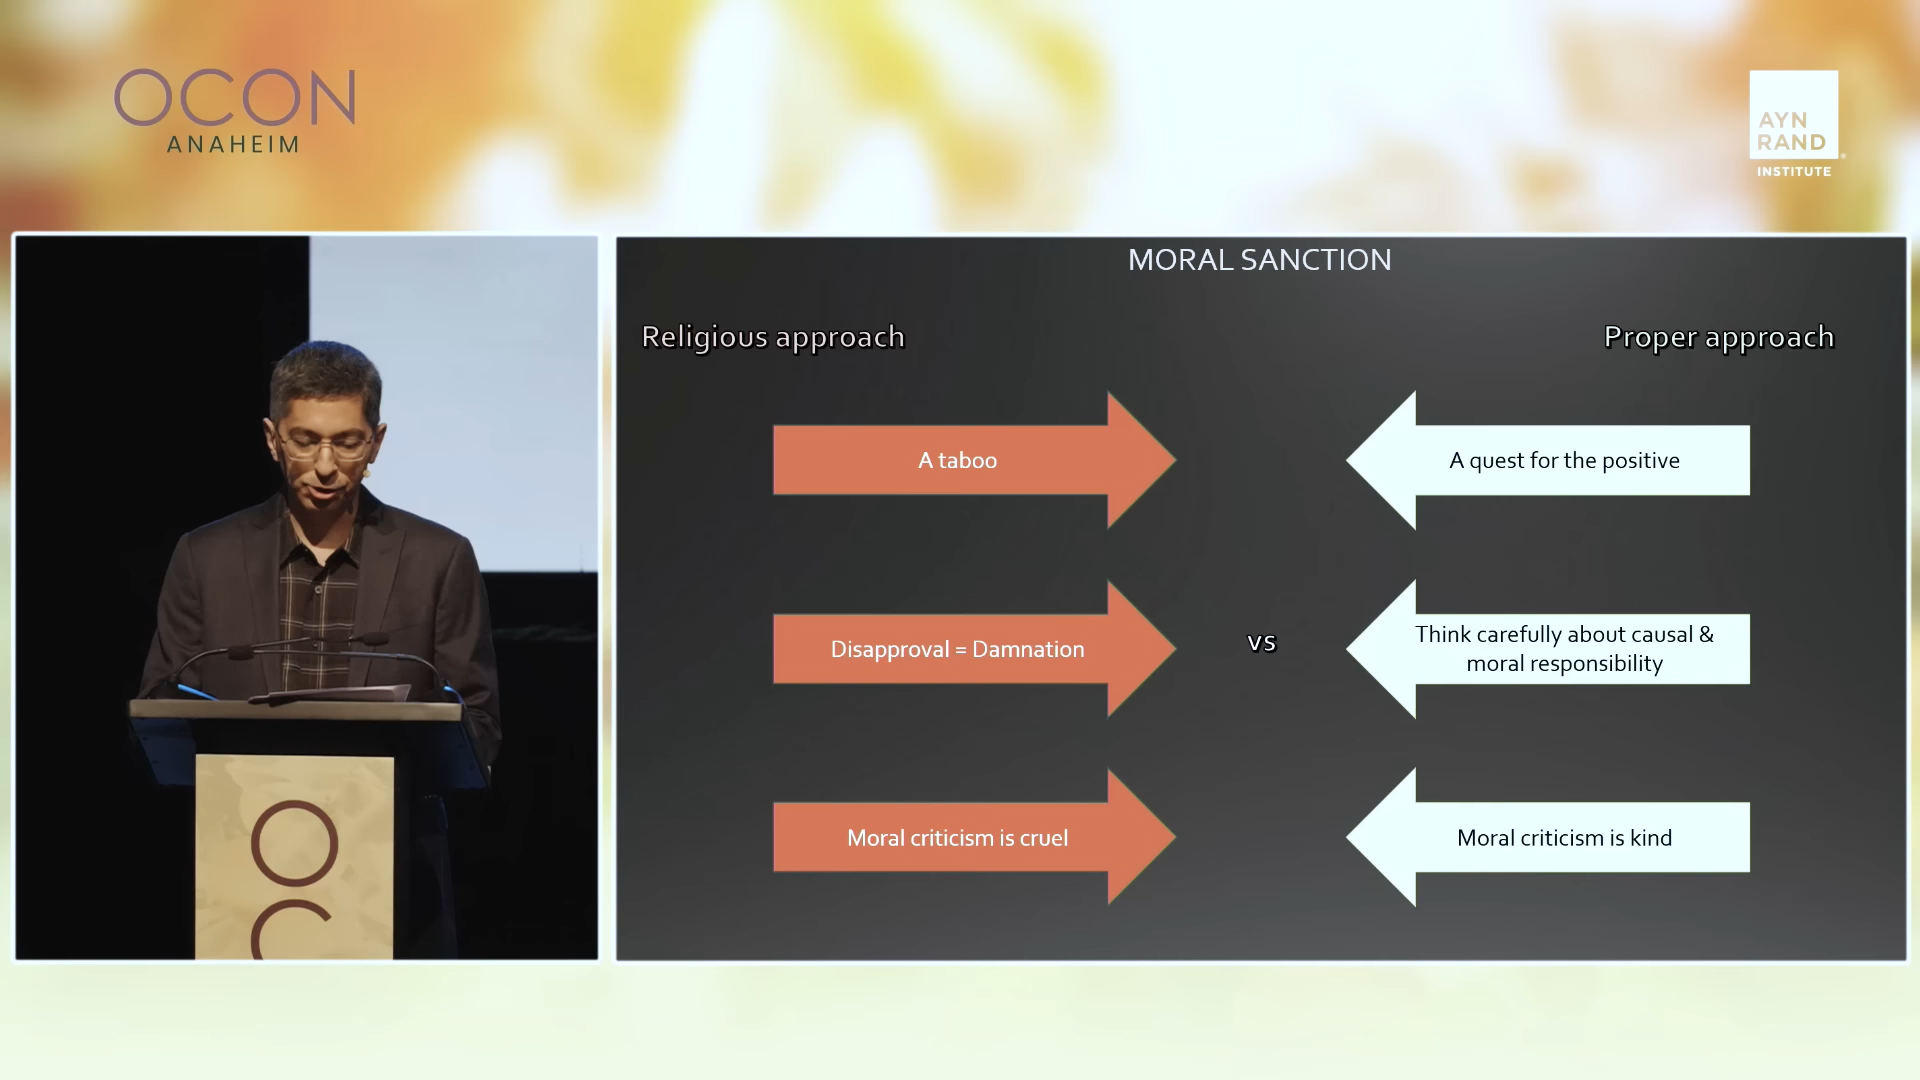 OCON
ANAHEIM
AYN
RAND
INSTITUTE
MORAL SANCTION
Religious approach
Proper approach
A taboo
A quest for the positive
Disapproval = Damnation
vs
Think carefully about causal &
moral responsibility
Moral criticism is cruel
Moral criticism is kind
O
C